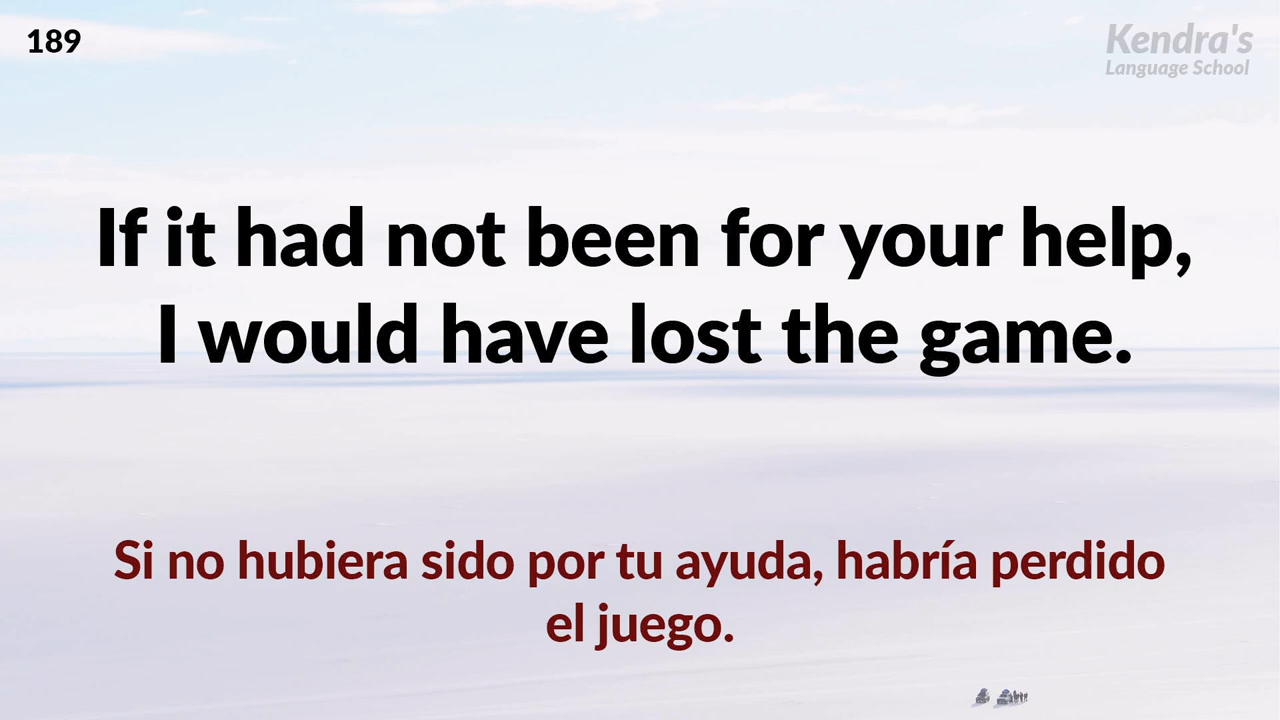 189
Kendra's
Language School
If it had not been for your help,
I would have lost the game.
Si no hubiera sido por tu ayuda, habría perdido
el juego.